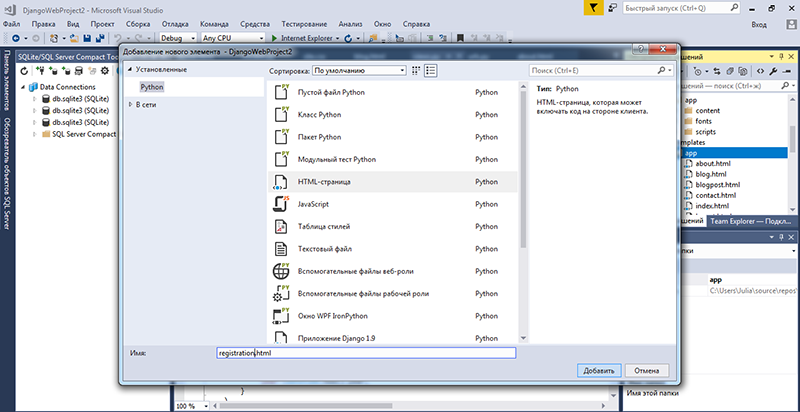 DjangoWebProject2 - Microsoft Visual Studio
Быстрый запуск (Ctrl+Q)
Файл Правка Вид Проект Сборка Отладка Команда Средства Тестирование Анализ Окно Справка
Вход
Debug Any CPU Internet Explorer
Панель элементов Обозреватель объектов SQL Server
SQLite/SQL Server Compact Too
Data Connections
db.sqlite3 (SQLite)
db.sqlite3 (SQLite)
db.sqlite3 (SQLite)
SQL Server Compact
Добавление нового элемента - DjangoWebProject2
Установленные
Python
В сети
Сортировка: По умолчанию
Поиск (Ctrl+E)
Пустой файл Python Python
Класс Python Python
Пакет Python Python
Модульный тест Python Python
HTML-страница Python
JavaScript Python
Таблица стилей Python
Текстовый файл Python
Вспомогательные файлы веб-роли Python
Вспомогательные файлы рабочей роли Python
Окно WPF IronPython Python
Приложение Django 1.9 Python
Тип: Python
HTML-страница, которая может
включать код на стороне клиента.
Имя: registration.html
Добавить Отмена
шений
шений — поиск (Ctrl+ж)
app
content
fonts
scripts
templates
app
about.html
blog.html
blogpost.html
contact.html
index.html
шений Team Explorer — Подкл...
апки
app
C:\Users\Julia\source\repos\
Имя этой папки
100 %